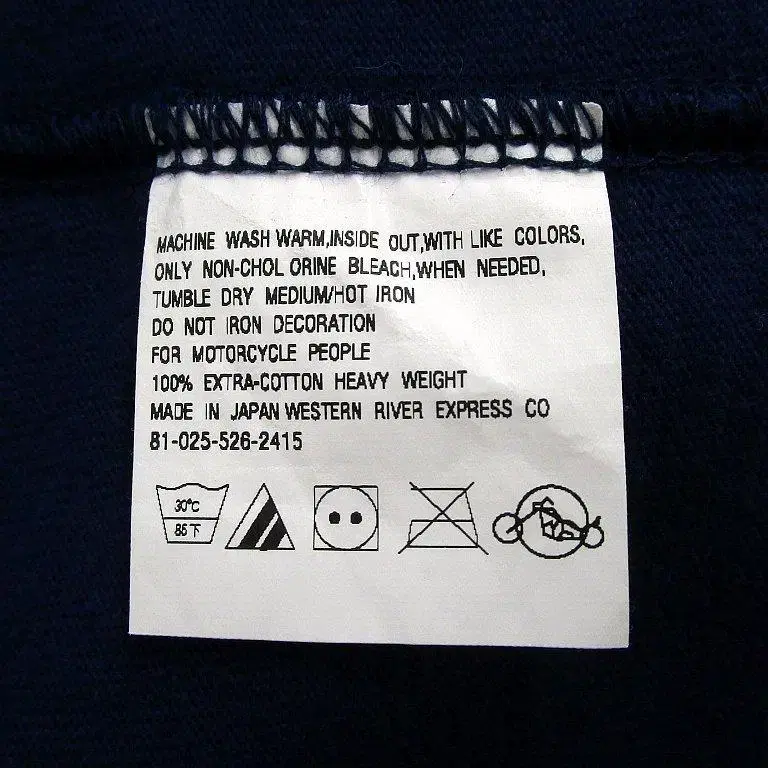 MACHINE WASH WARM,INSIDE OUT,WITH LIKE COLORS,
ONLY NON-CHOL ORINE BLEACH,WHEN NEEDED,
TUMBLE DRY MEDIUM/HOT IRON
DO NOT IRON DECORATION
FOR MOTORCYCLE PEOPLE
100% EXTRA-COTTON HEAVY WEIGHT
MADE IN JAPAN WESTERN RIVER EXPRESS CO
81-025-526-2415
30°C
86下